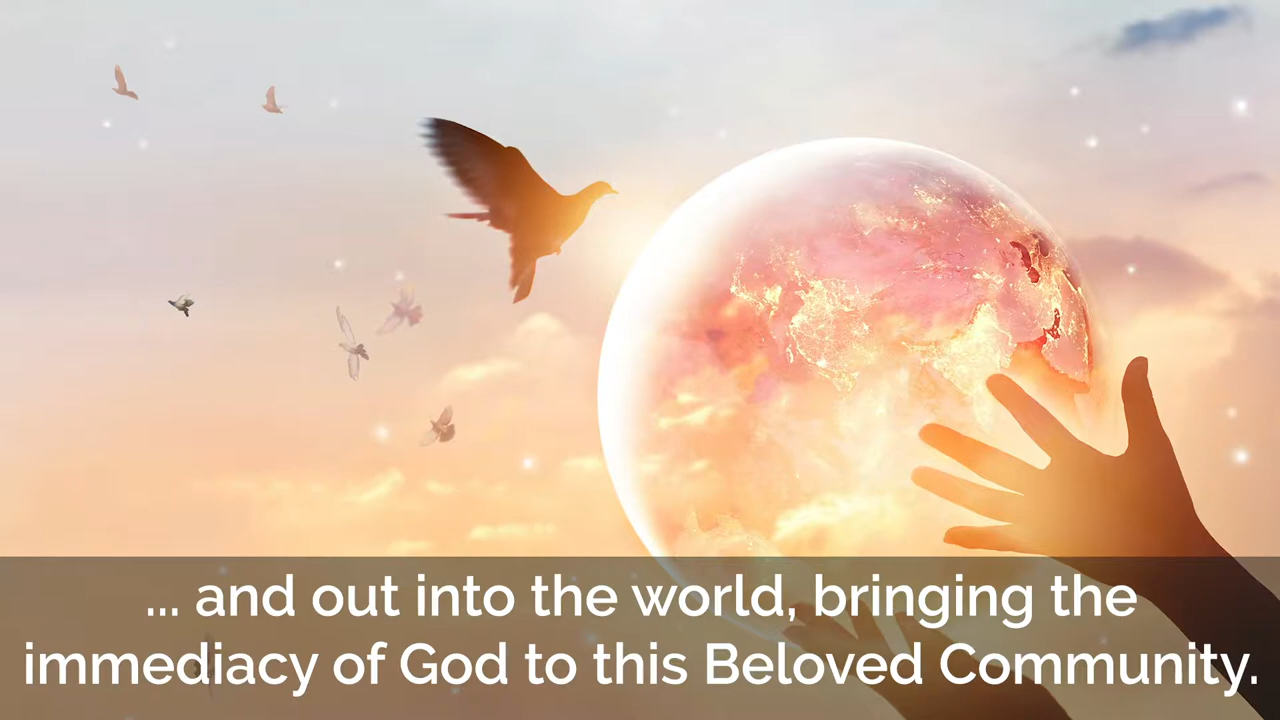 ... and out into the world, bringing the
immediacy of God to this Beloved Community.